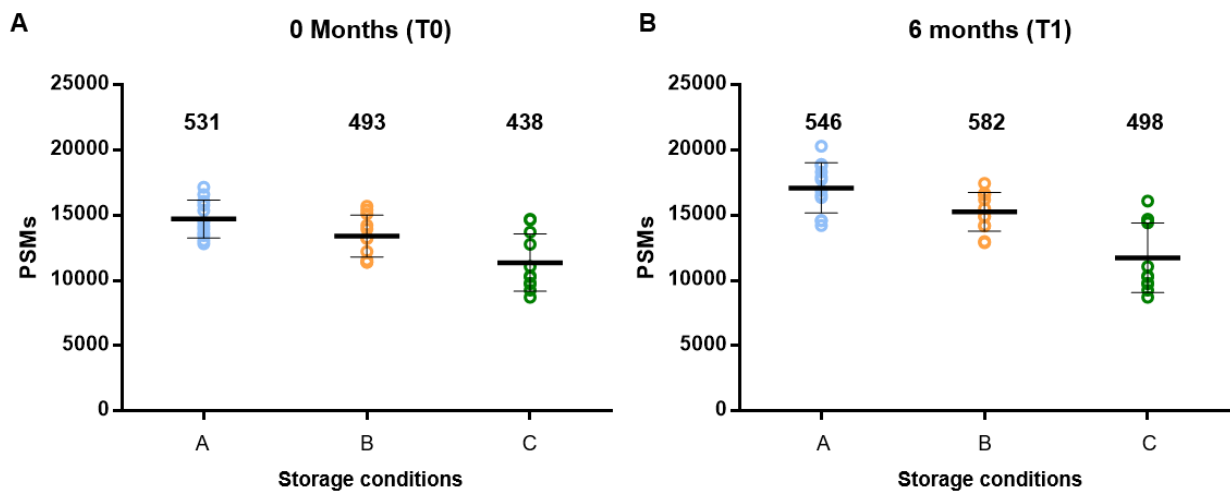 A
0 Months (T0)
PSMs
25000
20000
15000
10000
5000
0
531 493 438
A B C
Storage conditions
B
6 months (T1)
PSMs
25000
20000
15000
10000
5000
0
546 582 498
A B C
Storage conditions